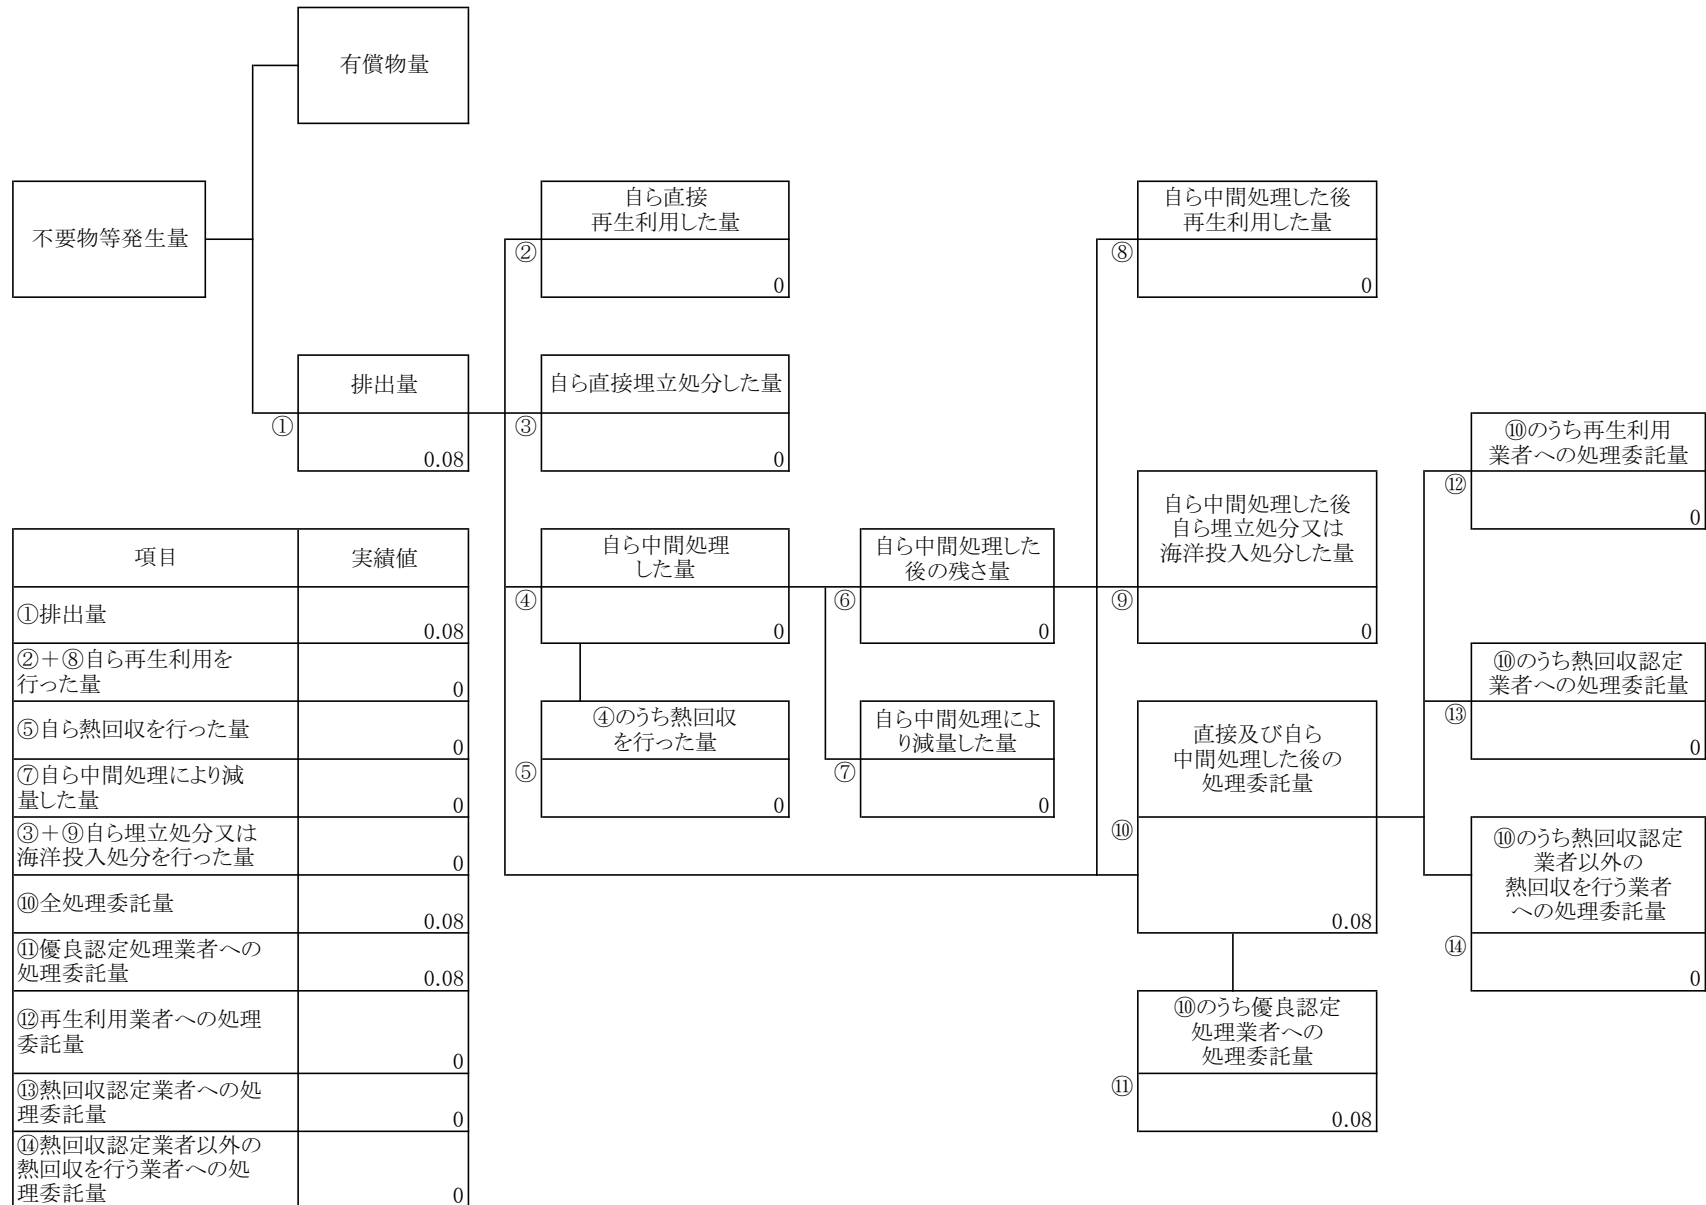 有償物量
不要物等発生量
自ら直接
再生利用した量
②
0
自ら中間処理した後
再生利用した量
⑧
0
排出量
①
0.08
自ら直接埋立処分した量
③
0
⑩のうち再生利用
業者への処理委託量
⑫
0
自ら中間処理した後
自ら埋立処分又は
海洋投入処分した量
⑨
0
自ら中間処理
した量
④
0
自ら中間処理した
後の残さ量
⑥
0
⑩のうち熱回収認定
業者への処理委託量
⑬
0
④のうち熱回収
を行った量
⑤
0
自ら中間処理によ
り減量した量
⑦
0
直接及び自ら
中間処理した後の
処理委託量
⑩
0.08
⑩のうち熱回収認定
業者以外の
熱回収を行う業者
への処理委託量
⑭
0
⑩のうち優良認定
処理業者への
処理委託量
⑪
0.08
項目 実績値
①排出量
0.08
②＋⑧自ら再生利用を
行った量
0
⑤自ら熱回収を行った量
0
⑦自ら中間処理により減
量した量
0
③＋⑨自ら埋立処分又は
海洋投入処分を行った量
0
⑩全処理委託量
0.08
⑪優良認定処理業者への
処理委託量
0.08
⑫再生利用業者への処理
委託量
0
⑬熱回収認定業者への処
理委託量
0
⑭熱回収認定業者以外の
熱回収を行う業者への処
理委託量
0